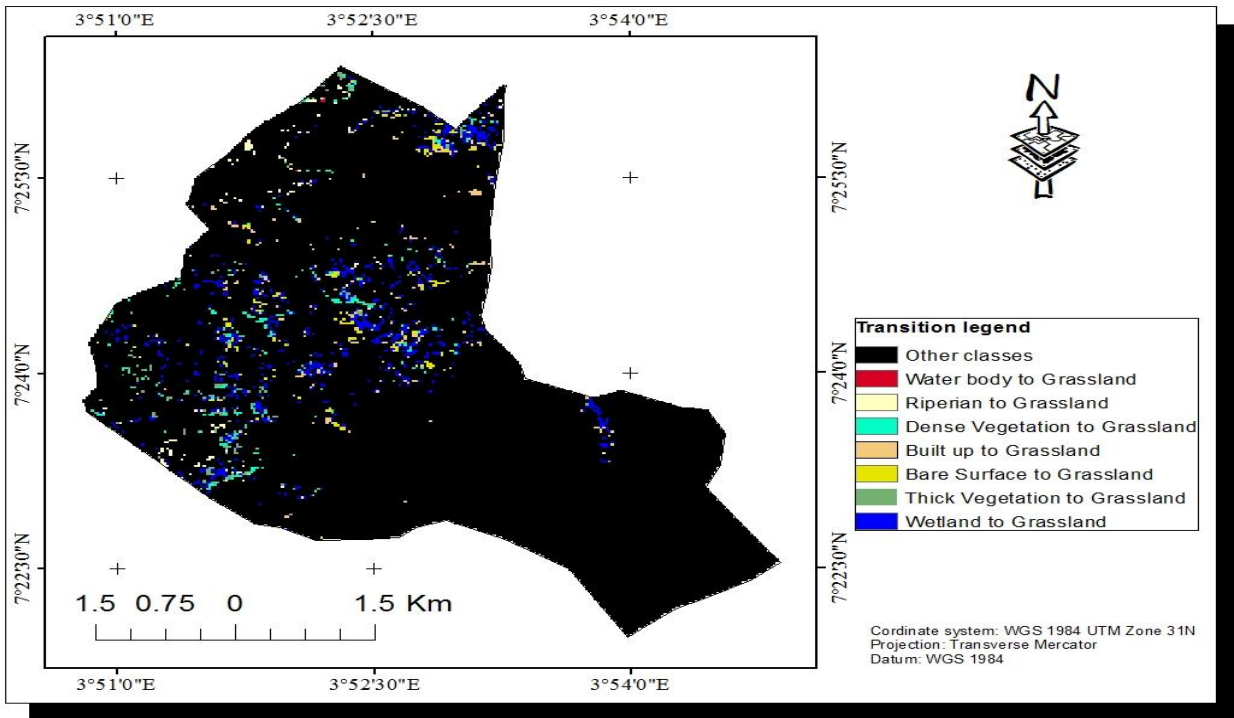 3°51'0"E 3°52'30"E 3°54'0"E
N
7°25'30"N 7°25'30"N
7°24'0"N 7°24'0"N
7°22'30"N 7°22'30"N
Transition legend
Other classes
Water body to Grassland
Riperian to Grassland
Dense Vegetation to Grassland
Built up to Grassland
Bare Surface to Grassland
Thick Vegetation to Grassland
Wetland to Grassland
1.5 0.75 0 1.5 Km
Cordinate system: WGS 1984 UTM Zone 31N
Projection: Transverse Mercator
Datum: WGS 1984
3°51'0"E 3°52'30"E 3°54'0"E